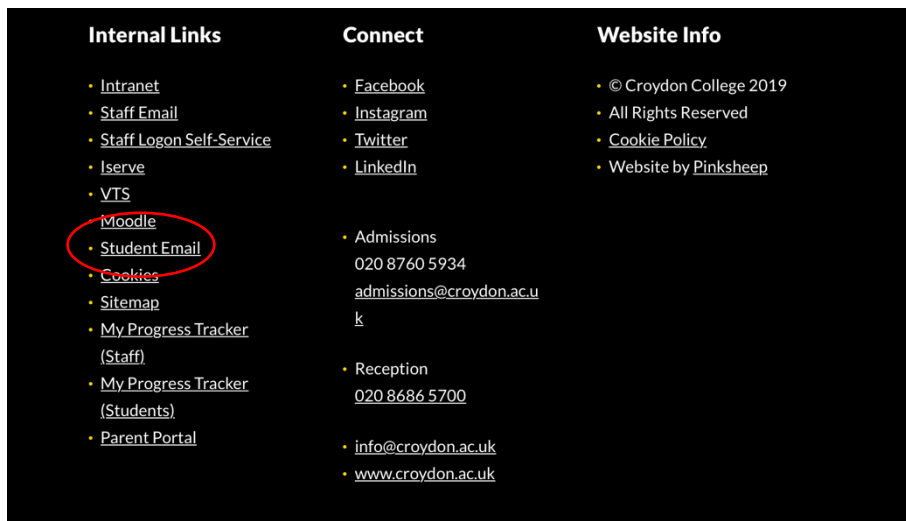 Internal Links
Intranet
Staff Email
Staff Logon Self-Service
Iserve
VTS
Moodle
Student Email
Cookies
Sitemap
My Progress Tracker
(Staff)
My Progress Tracker
(Students)
Parent Portal
Connect
Facebook
Instagram
Twitter
LinkedIn
Admissions
020 8760 5934
admissions@croydon.ac.u
k
Reception
020 8686 5700
info@croydon.ac.uk
www.croydon.ac.uk
Website Info
© Croydon College 2019
All Rights Reserved
Cookie Policy
Website by Pinksheep